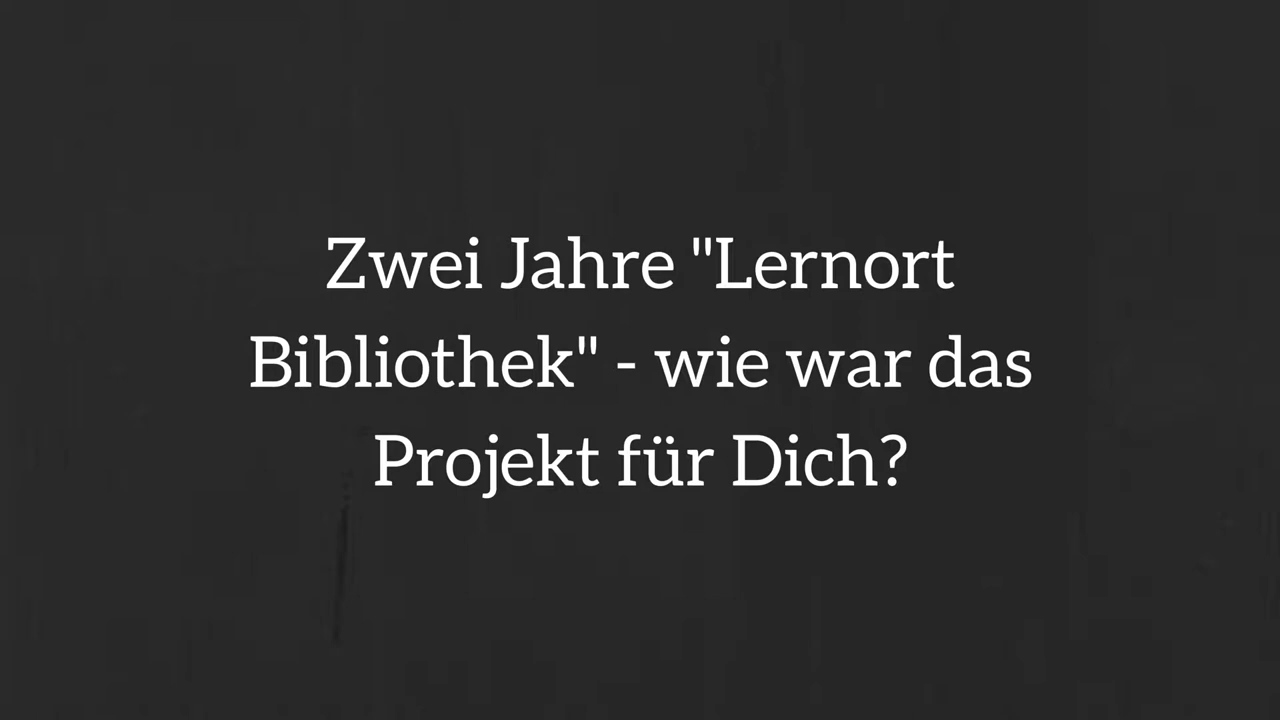 Zwei Jahre "Lernort
Bibliothek" - wie war das
Projekt für Dich?